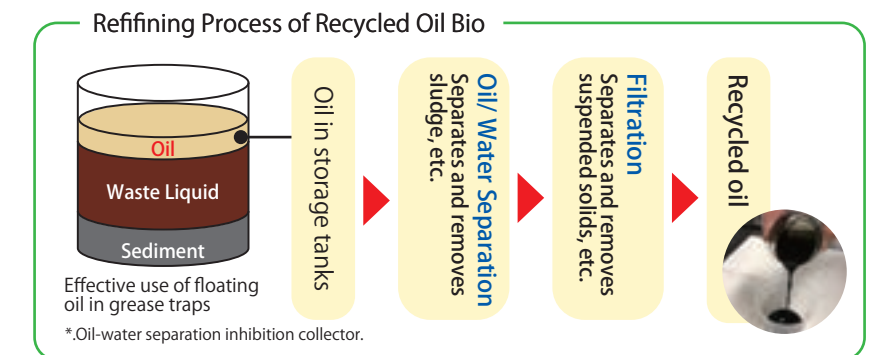 Refifining Process of Recycled Oil Bio
Oil
Waste Liquid
Sediment
Effective use of floating
oil in grease traps
*.Oil-water separation inhibition collector.
Oil in storage tanks
Oil/ Water Separation
Separates and removes
sludge, etc.
Filtration
Separates and removes
suspended solids, etc.
Recycled oil